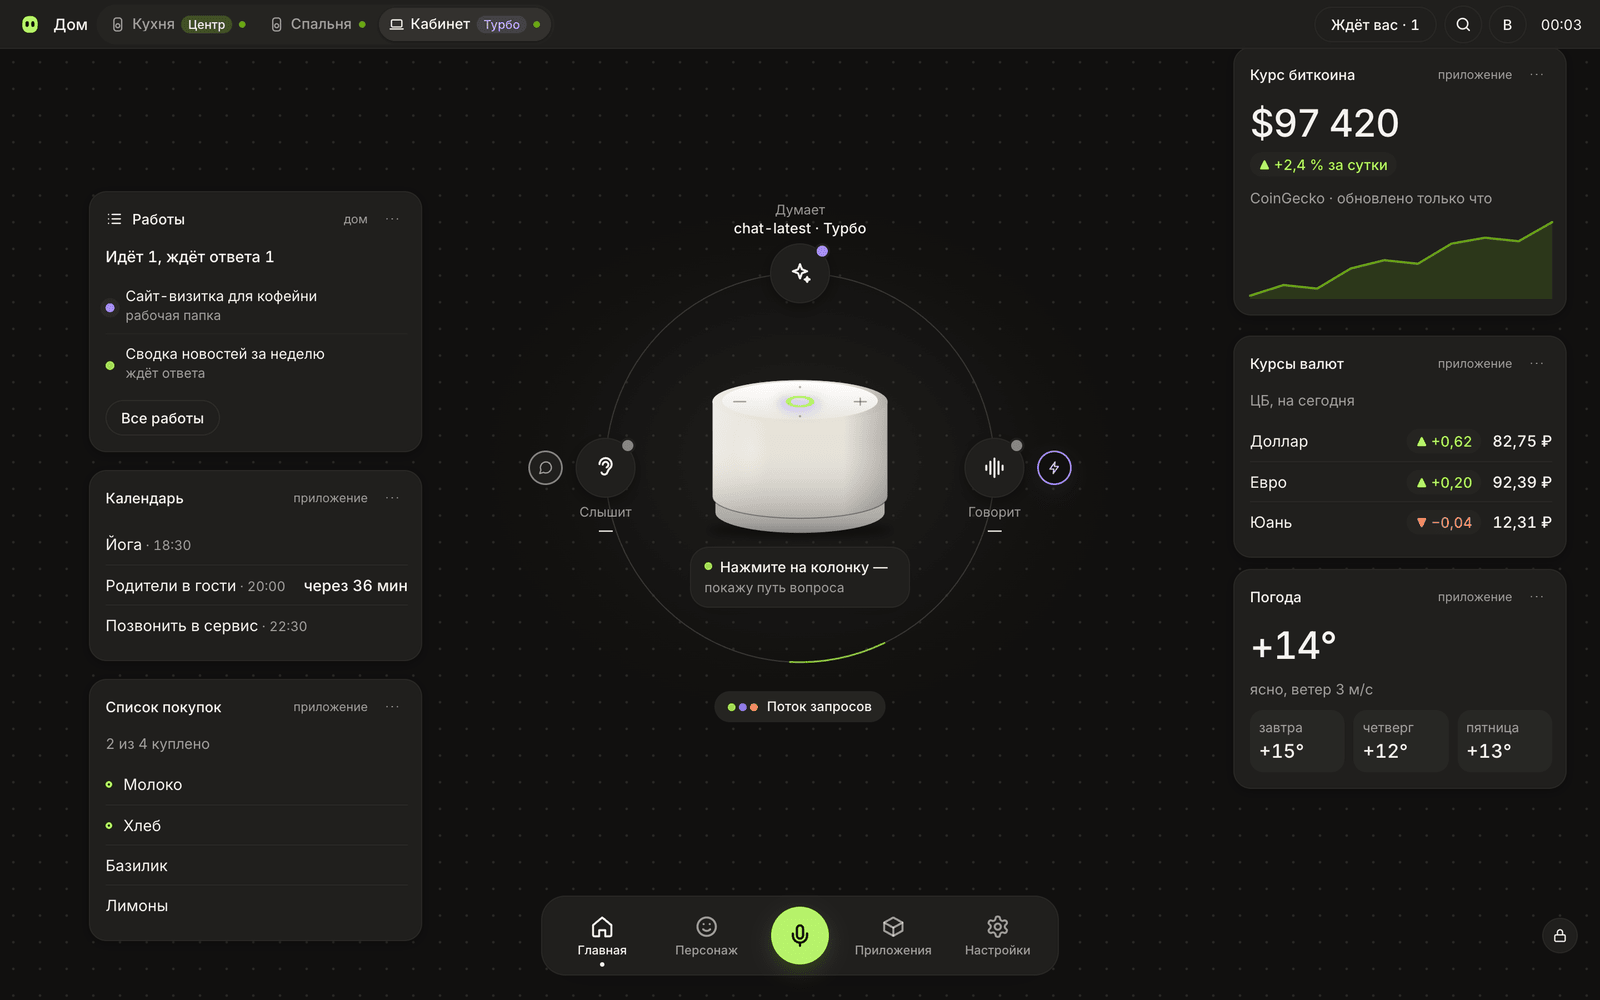 Дом
Кухня Центр
Спальня
Кабинет Турбо
Ждёт вас · 1
В
00:03
Работы
дом
Идёт 1, ждёт ответа 1
Сайт-визитка для кофейни
рабочая папка
Сводка новостей за неделю
ждёт ответа
Все работы
Календарь
приложение
Йога · 18:30
Родители в гости · 20:00 через 36 мин
Позвонить в сервис · 22:30
Список покупок
приложение
2 из 4 куплено
Молоко
Хлеб
Базилик
Лимоны
Думает
chat-latest · Турбо
Слышит
—
Говорит
—
Нажмите на колонку —
покажу путь вопроса
Поток запросов
Курс биткоина
приложение
$97 420
+2,4 % за сутки
CoinGecko · обновлено только что
Курсы валют
приложение
ЦБ, на сегодня
Доллар +0,62 82,75 ₽
Евро +0,20 92,39 ₽
Юань −0,04 12,31 ₽
Погода
приложение
+14°
ясно, ветер 3 м/с
завтра
+15°
четверг
+12°
пятница
+13°
Главная
Персонаж
Приложения
Настройки